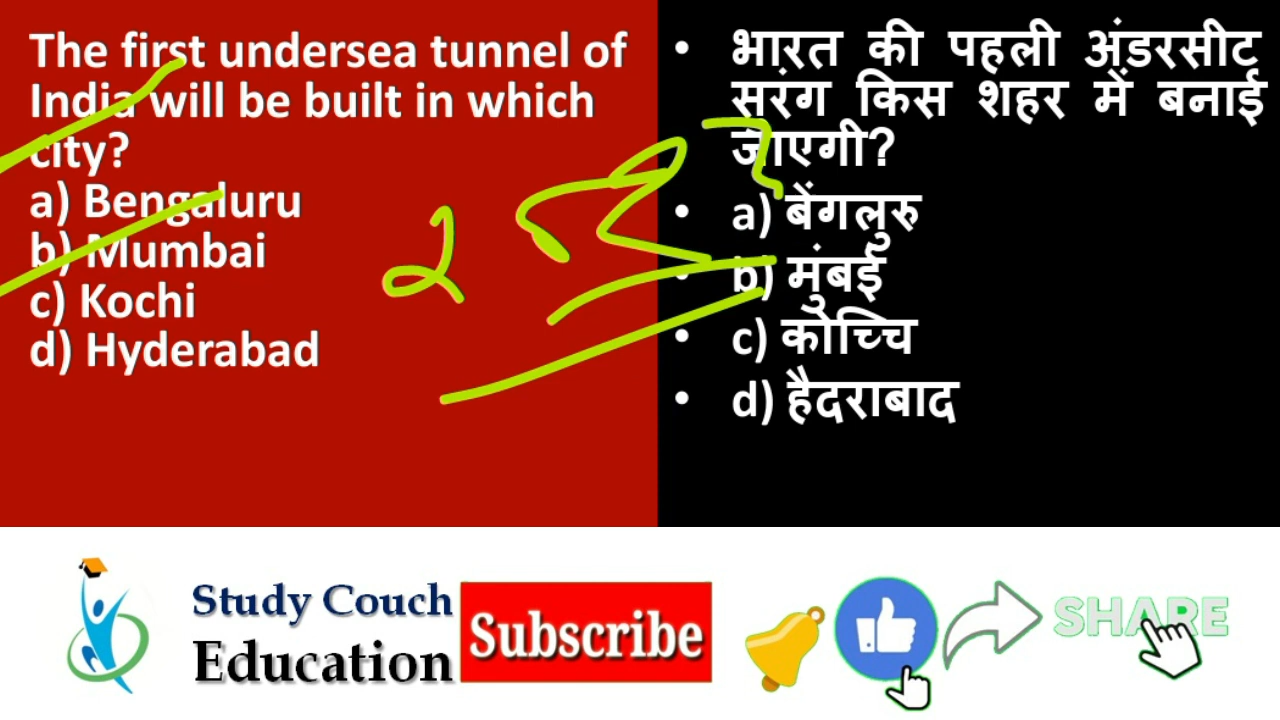 The first undersea tunnel of
India will be built in which
city?
a) Bengaluru
b) Mumbai
c) Kochi
d) Hyderabad
• भारत की पहली अंडरसीट
सुरंग किस शहर में बनाई
जाएगी?
• a) बेंगलुरु
• b) मुंबई
• c) कोच्चि
• d) हैदराबाद
Study Couch
Education
Subscribe
SHARE